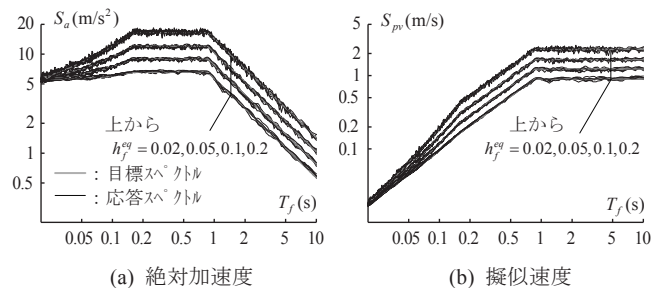 S_a (m/s²)
20
10
5
2
1
0.5
上から
h_f^{eq} = 0.02, 0.05, 0.1, 0.2
: 目標ｽﾍﾟｸﾄﾙ
: 応答ｽﾍﾟｸﾄﾙ
T_f (s)
0.05 0.1 0.2 0.5 1 2 5 10
(a) 絶対加速度
S_{pv} (m/s)
5
2
1
0.5
0.1
上から
h_f^{eq} = 0.02, 0.05, 0.1, 0.2
T_f (s)
0.05 0.1 0.2 0.5 1 2 5 10
(b) 擬似速度